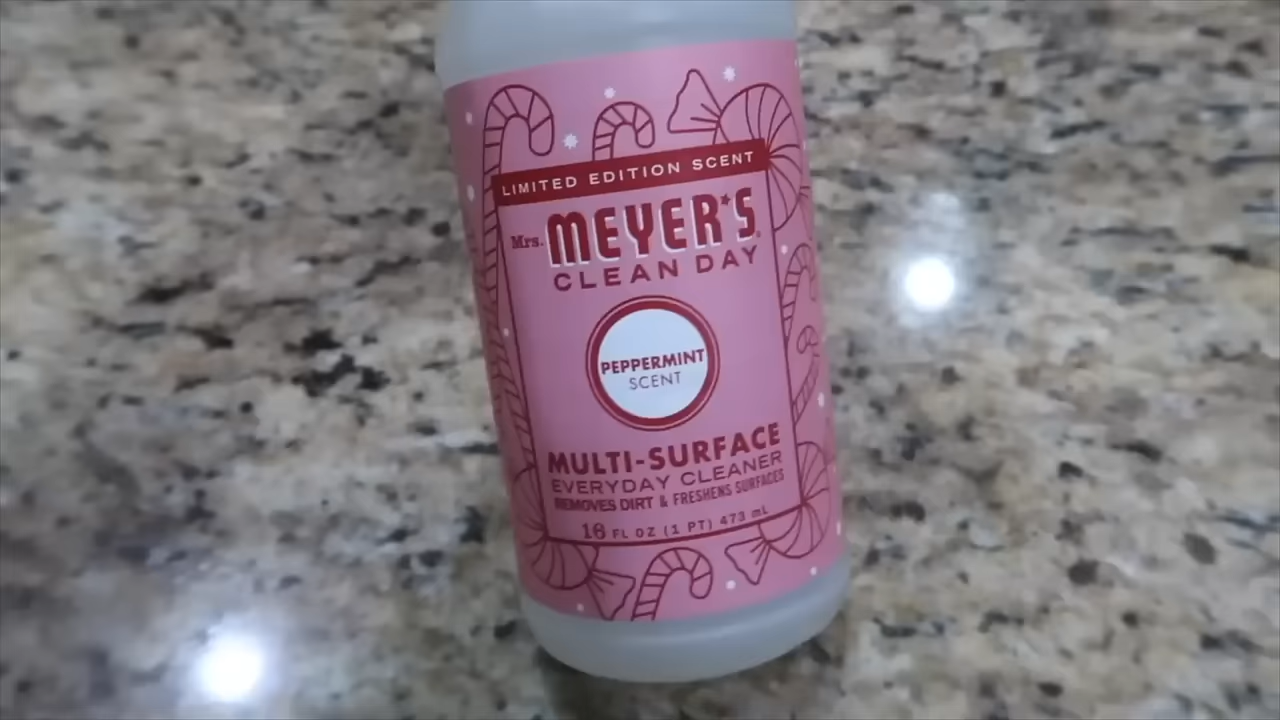 LIMITED EDITION SCENT
Mrs. MEYER'S
CLEAN DAY
PEPPERMINT
SCENT
MULTI-SURFACE
EVERYDAY CLEANER
REMOVES DIRT & FRESHENS SURFACES
16 FL OZ (1 PT) 473 mL